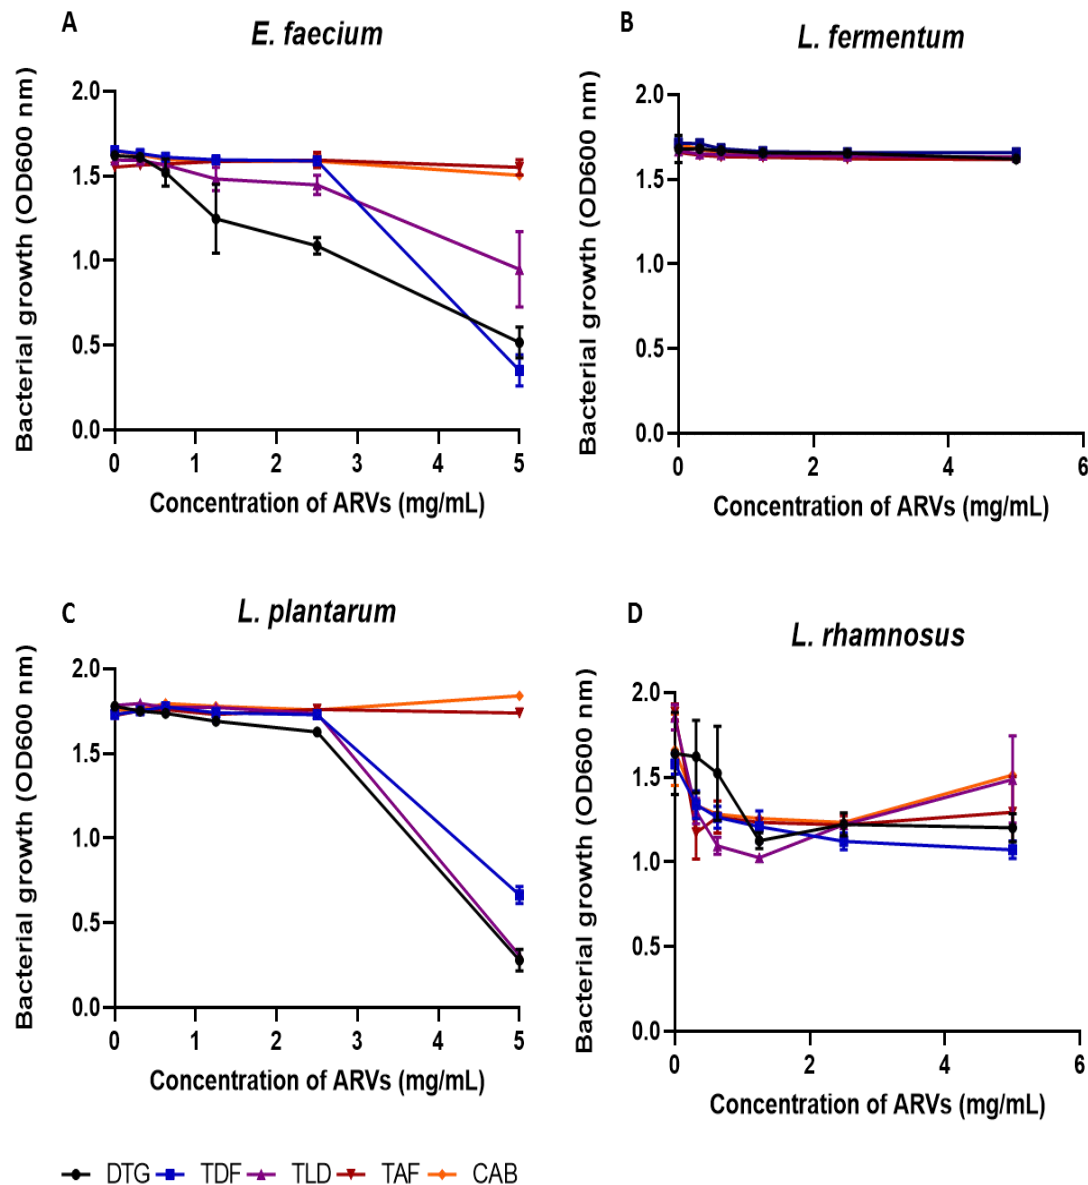 A
E. faecium
Bacterial growth (OD600 nm)
2.0
1.5
1.0
0.5
0.0
0 1 2 3 4 5
Concentration of ARVs (mg/mL)
B
L. fermentum
Bacterial growth (OD600 nm)
2.0
1.5
1.0
0.5
0.0
0 2 4 6
Concentration of ARVs (mg/mL)
C
L. plantarum
Bacterial growth (OD600 nm)
2.0
1.5
1.0
0.5
0.0
0 1 2 3 4 5
Concentration of ARVs (mg/mL)
D
L. rhamnosus
Bacterial growth (OD600 nm)
2.0
1.5
1.0
0.5
0.0
0 2 4 6
Concentration of ARVs (mg/mL)
DTG TDF TLD TAF CAB